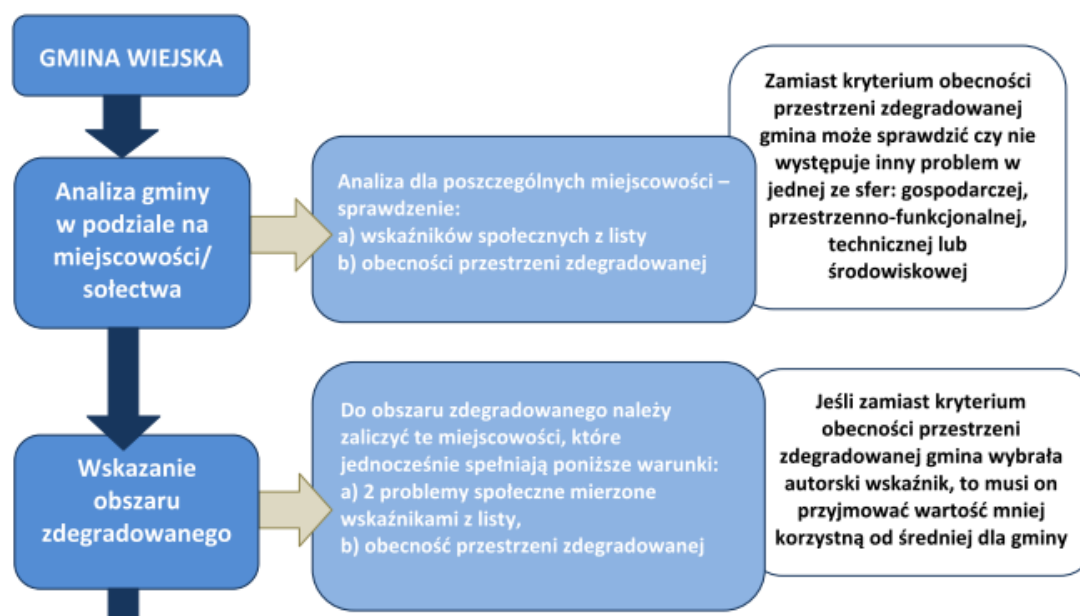 GMINA WIEJSKA
Analiza gminy
w podziale na
miejscowości/
sołectwa
Analiza dla poszczególnych miejscowości –
sprawdzenie:
a) wskaźników społecznych z listy
b) obecności przestrzeni zdegradowanej
Zamiast kryterium obecności
przestrzeni zdegradowanej
gmina może sprawdzić czy nie
występuje inny problem w
jednej ze sfer: gospodarczej,
przestrzenno-funkcjonalnej,
technicznej lub
środowiskowej
Wskazanie
obszaru
zdegradowanego
Do obszaru zdegradowanego należy
zaliczyć te miejscowości, które
jednocześnie spełniają poniższe warunki:
a) 2 problemy społeczne mierzone
wskaźnikami z listy,
b) obecność przestrzeni zdegradowanej
Jeśli zamiast kryterium
obecności przestrzeni
zdegradowanej gmina wybrała
autorski wskaźnik, to musi on
przyjmować wartość mniej
korzystną od średniej dla gminy